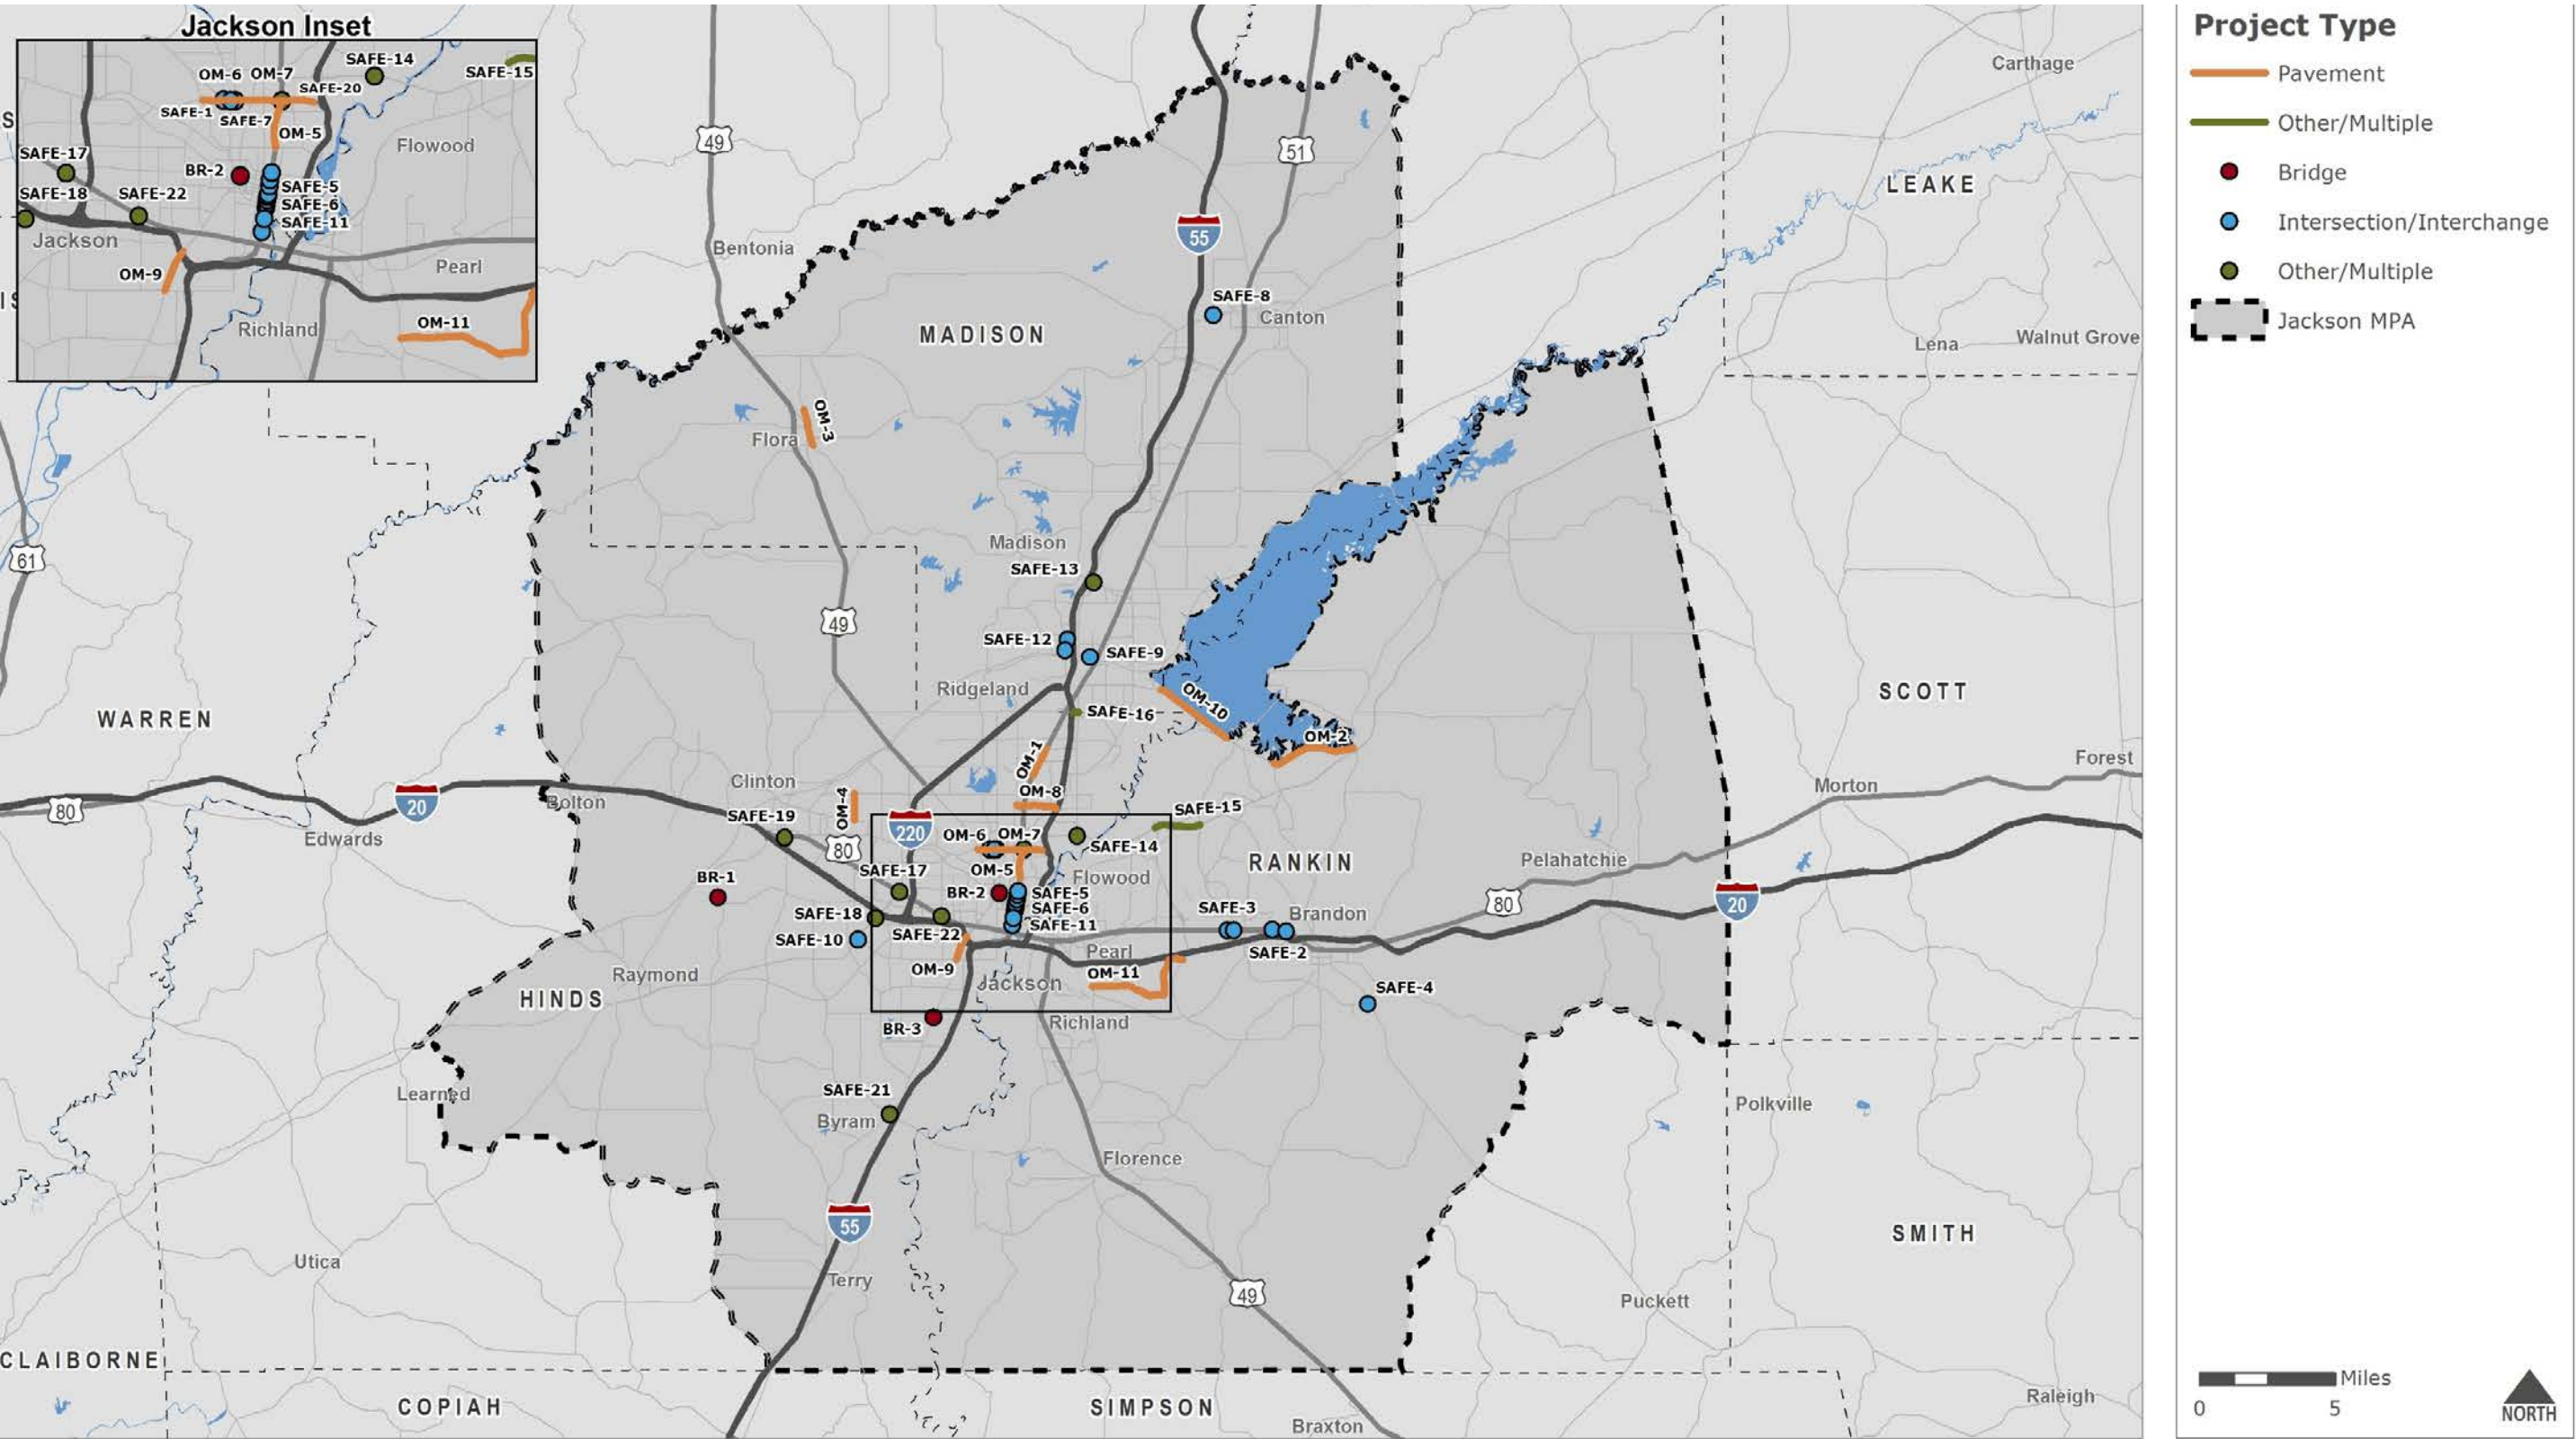 Jackson Inset
SAFE-14
OM-6 OM-7
SAFE-15
SAFE-20
SAFE-1
SAFE-7
OM-5
Flowood
SAFE-17
BR-2
SAFE-5
SAFE-18
SAFE-22
SAFE-6
SAFE-11
Jackson
OM-9
Pearl
OM-11
Richland
S
IS
49
51
Carthage
LEAKE
55
Bentonia
SAFE-8
Canton
MADISON
Lena
Walnut Grove
OM-3
Flora
Madison
61
SAFE-13
49
SAFE-12
SAFE-9
Ridgeland
OM-10
SCOTT
WARREN
SAFE-16
OM-2
OM-1
Forest
Clinton
Morton
20
80
Bolton
OM-4
OM-8
SAFE-19
SAFE-15
220
Edwards
80
OM-6
OM-7
SAFE-14
RANKIN
Pelahatchie
SAFE-17
OM-5
BR-1
Flowood
BR-2
SAFE-5
80
20
SAFE-18
SAFE-6
SAFE-3
Brandon
SAFE-10
SAFE-22
SAFE-11
Raymond
OM-9
Pearl
SAFE-2
OM-11
Jackson
HINDS
SAFE-4
BR-3
Richland
Learned
SAFE-21
Byram
Polkville
Florence
55
SMITH
Utica
Terry
49
Puckett
CLAIBORNE
COPIAH
SIMPSON
Raleigh
Braxton
Project Type
Pavement
Other/Multiple
Bridge
Intersection/Interchange
Other/Multiple
Jackson MPA
Miles
0 5
NORTH